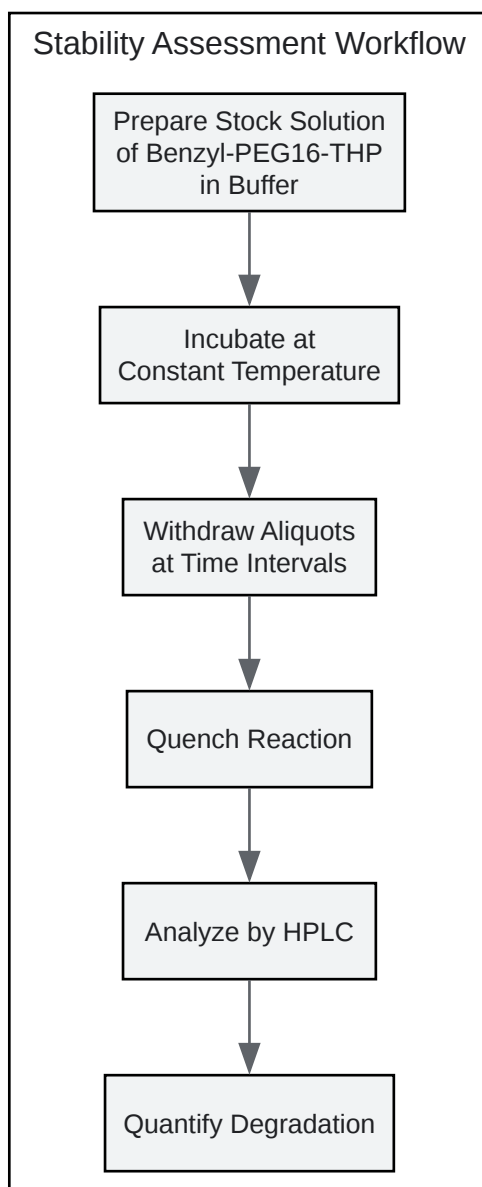 Stability Assessment Workflow
Prepare Stock Solution
of Benzyl-PEG16-THP
in Buffer
Incubate at
Constant Temperature
Withdraw Aliquots
at Time Intervals
Quench Reaction
Analyze by HPLC
Quantify Degradation